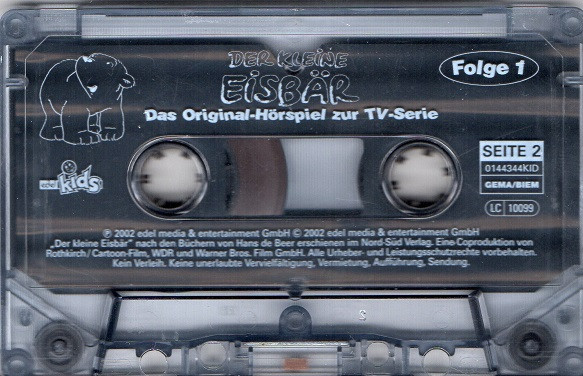 DER KLEINE
EISBÄR
Folge 1
Das Original-Hörspiel zur TV-Serie
edel kids
SEITE 2
0144344KID
GEMA/BIEM
LC 10099
℗ 2002 edel media & entertainment GmbH © 2002 edel media & entertainment GmbH
„Der kleine Eisbär" nach den Büchern von Hans de Beer erschienen im Nord-Süd Verlag. Eine Coproduktion von
Rothkirch/ Cartoon-Film, WDR und Warner Bros. Film GmbH. Alle Urheber- und Leistungsschutzrechte vorbehalten.
Kein Verleih. Keine unerlaubte Vervielfältigung, Vermietung, Aufführung, Sendung.
2